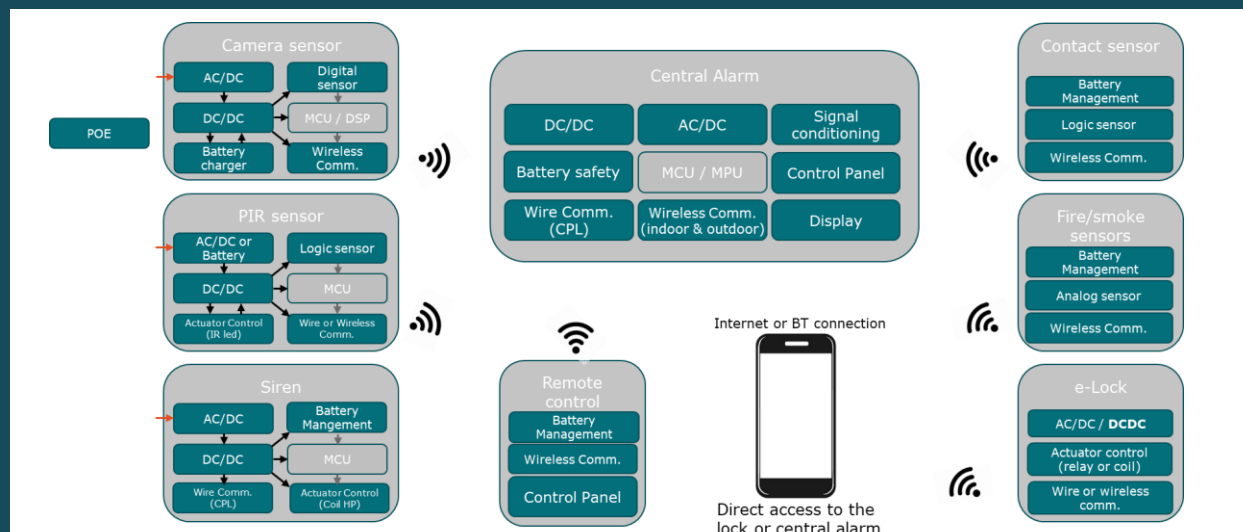 Camera sensor
AC/DC
Digital
sensor
DC/DC
MCU / DSP
Battery
charger
Wireless
Comm.
POE
PIR sensor
AC/DC or
Battery
Logic sensor
DC/DC
MCU
Actuator Control
(IR led)
Wire or Wireless
Comm.
Siren
AC/DC
Battery
Mangement
DC/DC
MCU
Wire Comm.
(CPL)
Actuator Control
(Coil HP)
Central Alarm
DC/DC
AC/DC
Signal
conditioning
Battery safety
MCU / MPU
Control Panel
Wire Comm.
(CPL)
Wireless Comm.
(indoor & outdoor)
Display
Remote
control
Battery
Management
Wireless Comm.
Control Panel
Internet or BT connection
Direct access to the
lock or central alarm
Contact sensor
Battery
Management
Logic sensor
Wireless Comm.
Fire/smoke
sensors
Battery
Management
Analog sensor
Wireless Comm.
e-Lock
AC/DC / DCDC
Actuator control
(relay or coil)
Wire or wireless
comm.